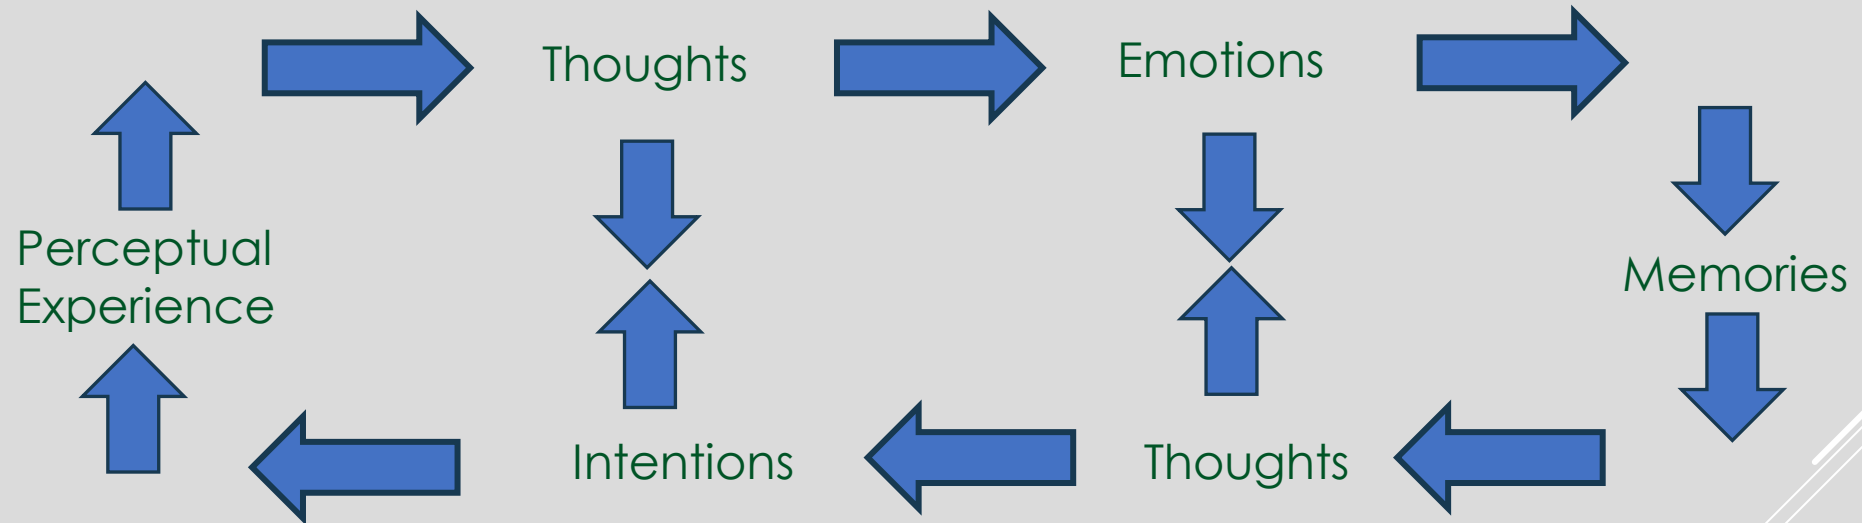 Thoughts
Emotions
Perceptual
Experience
Memories
Intentions
Thoughts